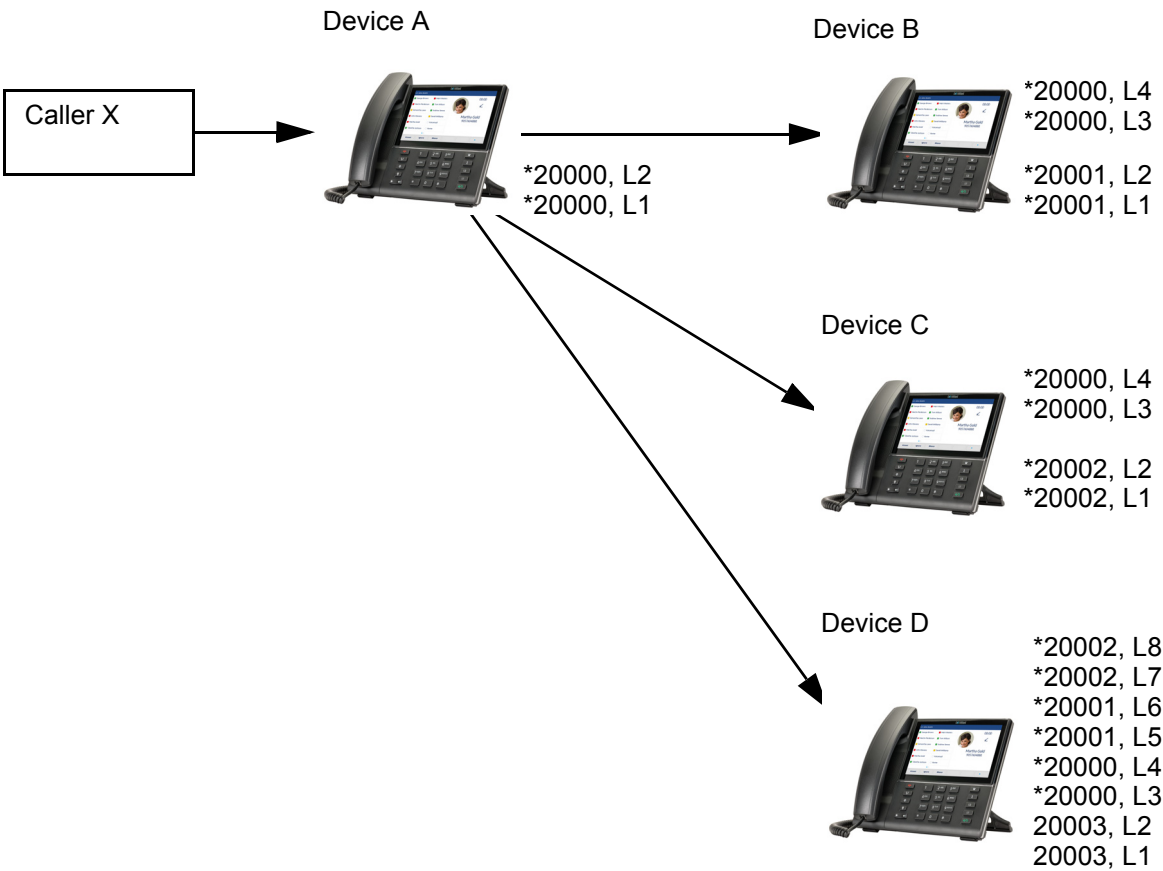 Device A
Device B
Caller X
*20000, L2
*20000, L1
*20000, L4
*20000, L3
*20001, L2
*20001, L1
Device C
*20000, L4
*20000, L3
*20002, L2
*20002, L1
Device D
*20002, L8
*20002, L7
*20001, L6
*20001, L5
*20000, L4
*20000, L3
20003, L2
20003, L1